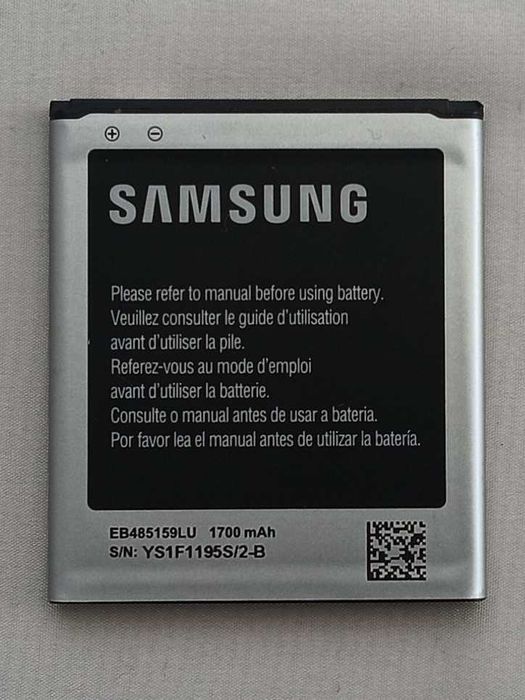 SAMSUNG
Please refer to manual before using battery.
Veuillez consulter le guide d'utilisation
avant d'utiliser la pile.
Referez-vous au mode d'emploi
avant d'utiliser la batterie.
Consulte o manual antes de usar a bateria.
Por favor lea el manual antes de utilizar la batería.
EB485159LU 1700 mAh
S/N: YS1F1195S/2-B